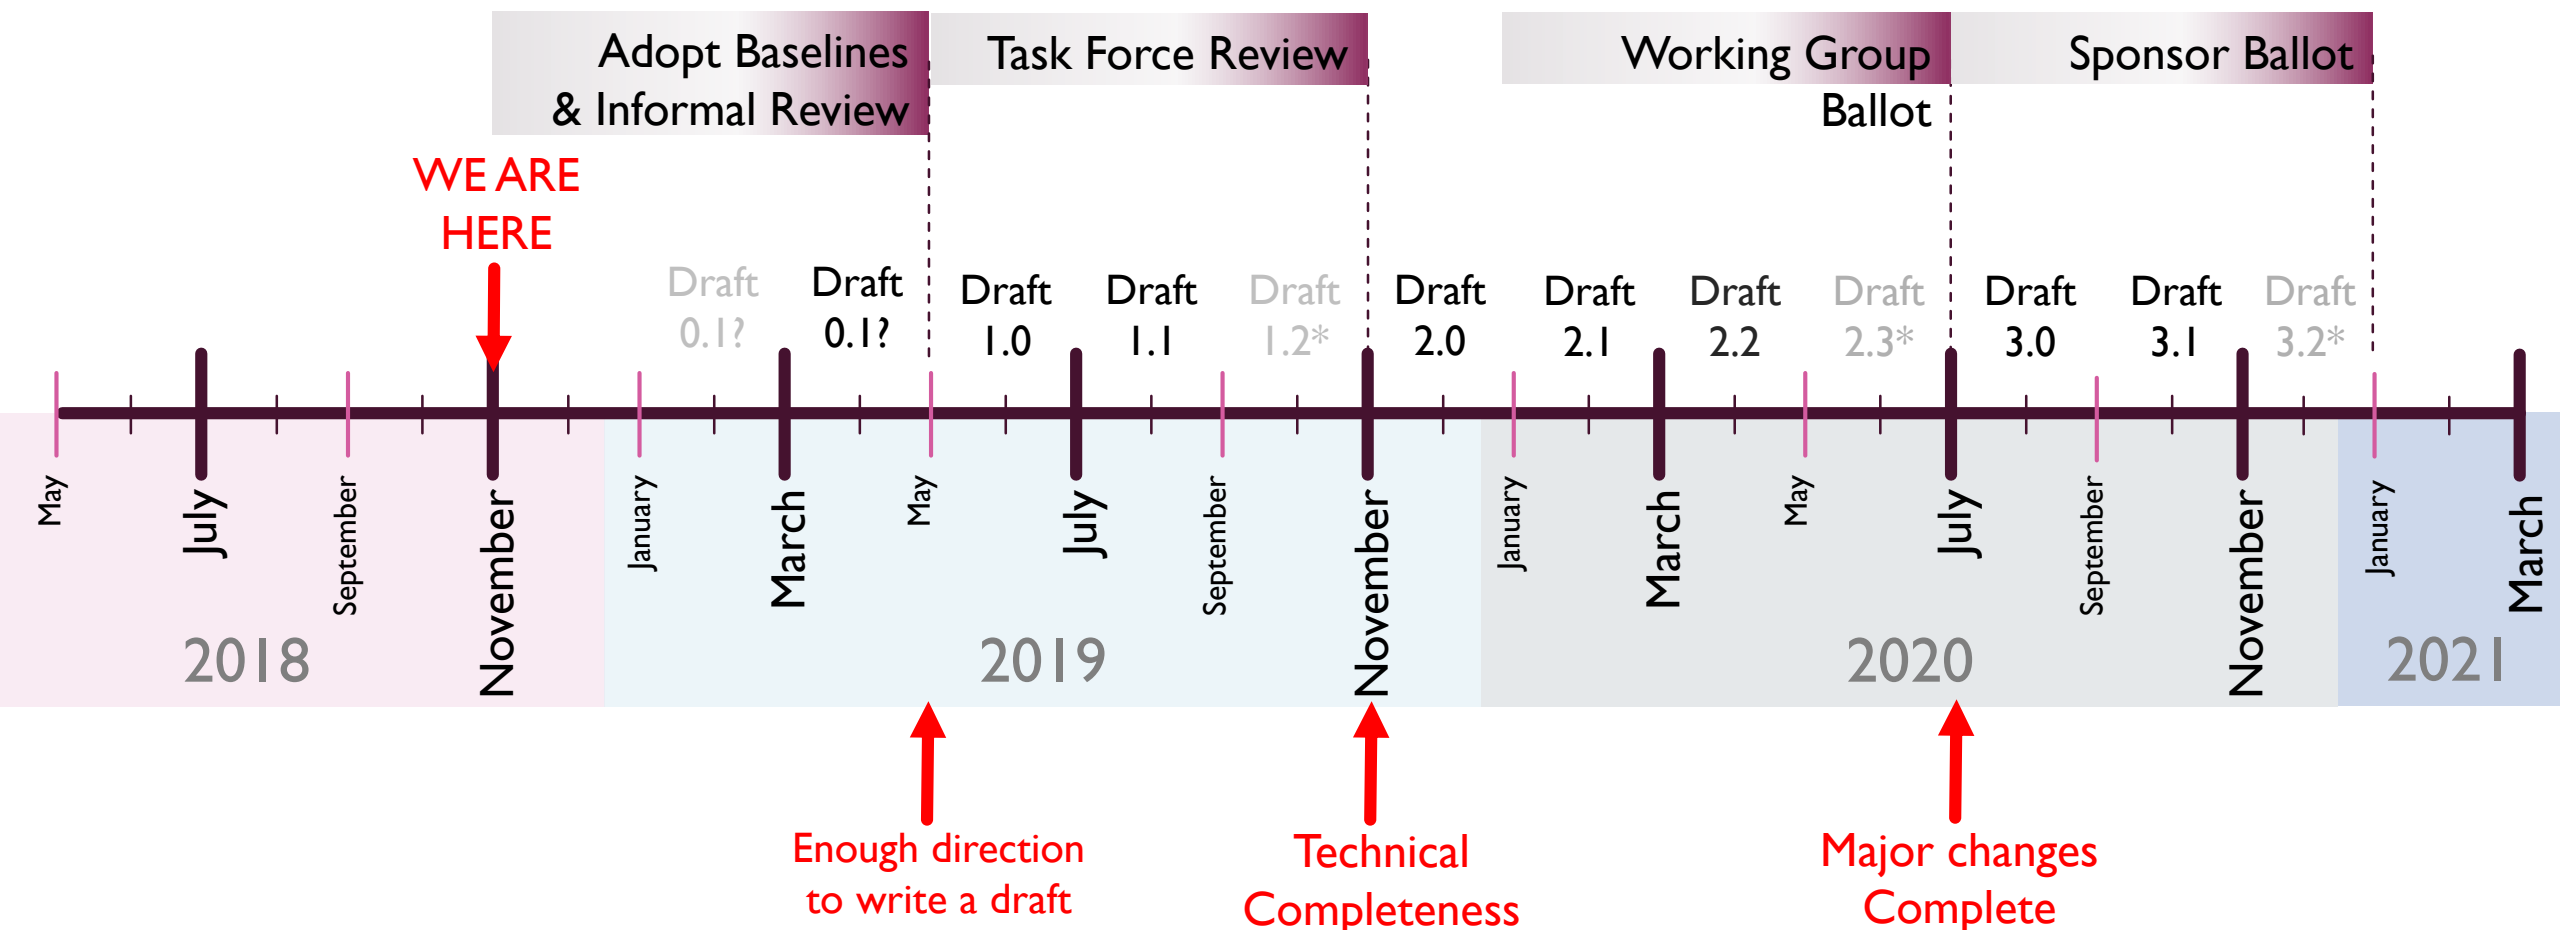 Adopt Baselines
& Informal Review
Task Force Review
Working Group
Ballot
Sponsor Ballot
WE ARE
HERE
Draft
0.1?
Draft
0.1?
Draft
1.0
Draft
1.1
Draft
1.2*
Draft
2.0
Draft
2.1
Draft
2.2
Draft
2.3*
Draft
3.0
Draft
3.1
Draft
3.2*
May
July
September
November
January
March
May
July
September
November
January
March
May
July
September
November
January
March
2018
2019
2020
2021
Enough direction
to write a draft
Technical
Completeness
Major changes
Complete